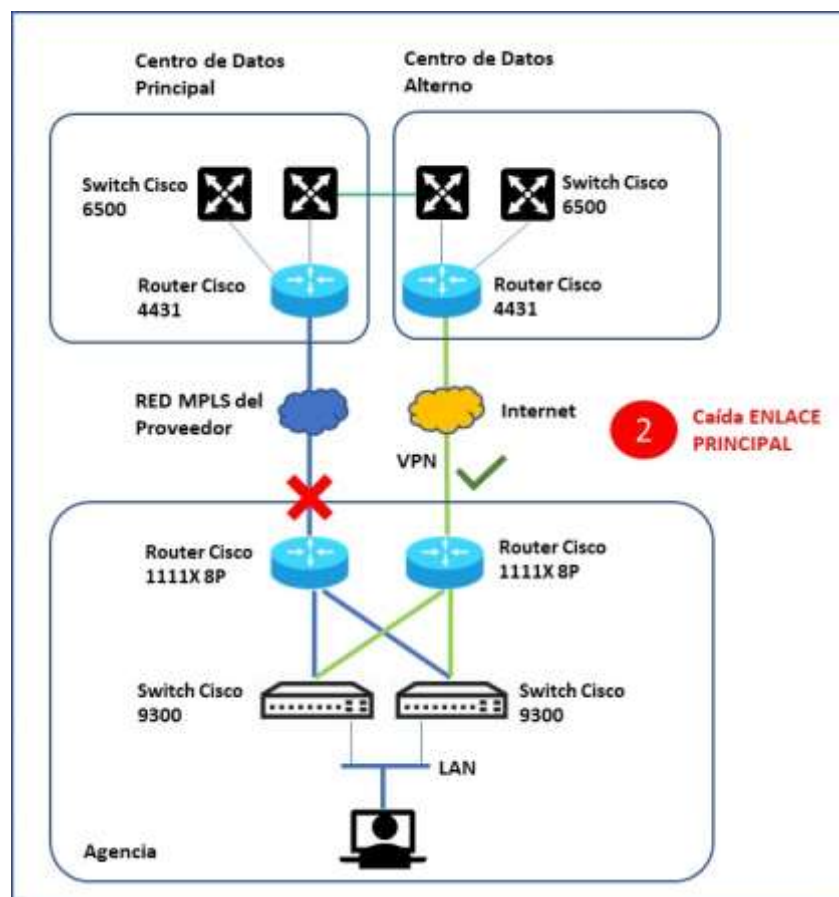 Centro de Datos
Principal
Centro de Datos
Alterno
Switch Cisco
6500
Switch Cisco
6500
Router Cisco
4431
Router Cisco
4431
RED MPLS del
Proveedor
Internet
2
Caída ENLACE
PRINCIPAL
VPN
Router Cisco
1111X 8P
Router Cisco
1111X 8P
Switch Cisco
9300
Switch Cisco
9300
LAN
Agencia